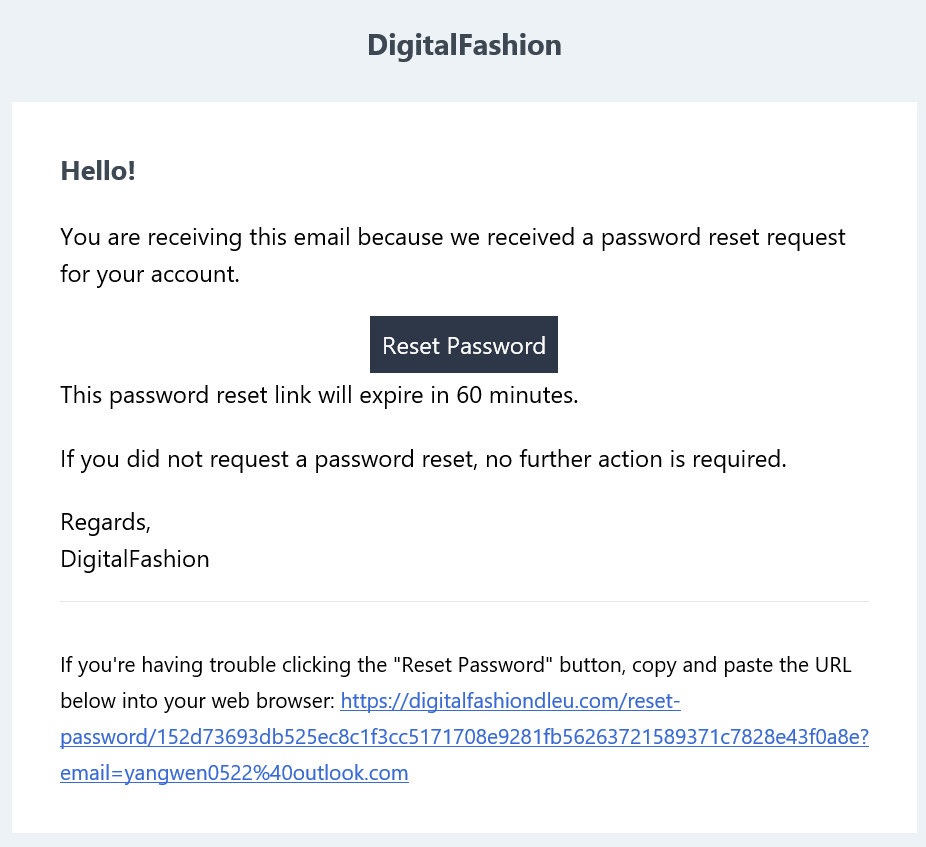 DigitalFashion
Hello!
You are receiving this email because we received a password reset request
for your account.
Reset Password
This password reset link will expire in 60 minutes.
If you did not request a password reset, no further action is required.
Regards,
DigitalFashion
If you're having trouble clicking the "Reset Password" button, copy and paste the URL
below into your web browser: https://digitalfashiondleu.com/reset-
password/152d73693db525ec8c1f3cc5171708e9281fb56263721589371c7828e43f0a8e?
email=yangwen0522%40outlook.com